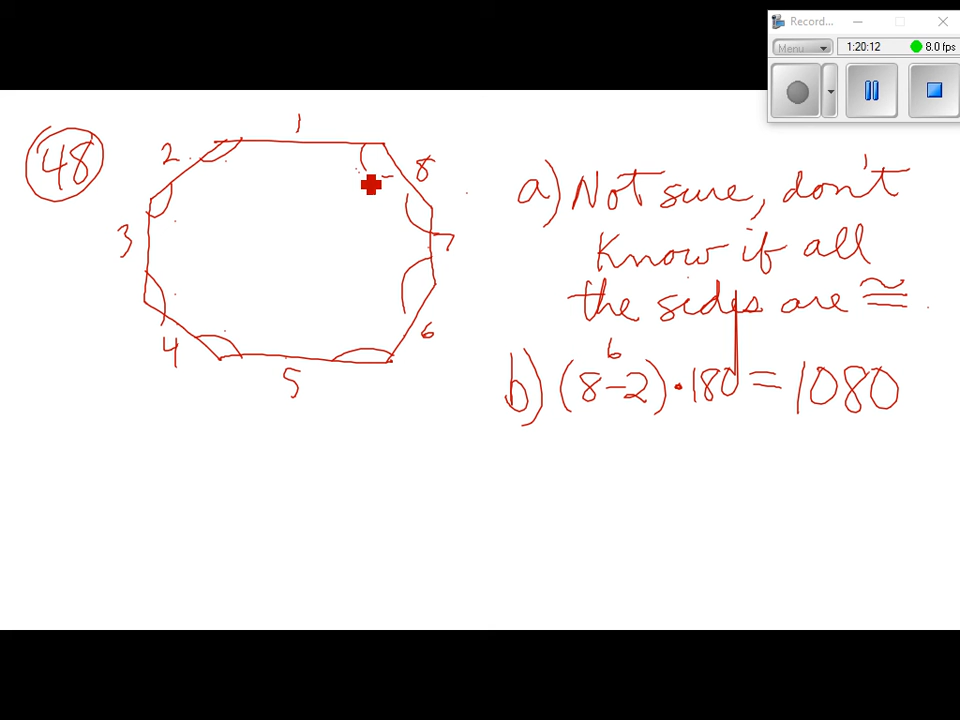 Record...
Menu
1:20:12
8.0 fps
48
1
2
8
3
7
4
6
5
a) Not sure, don't
know if all
the sides are ≅
6
b) (8-2)•180 = 1080